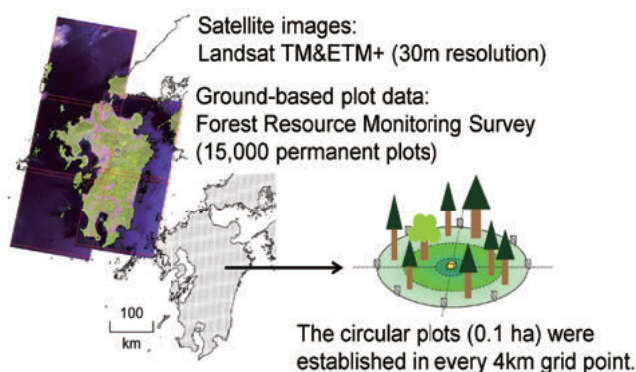 Satellite images:
Landsat TM&ETM+ (30m resolution)
Ground-based plot data:
Forest Resource Monitoring Survey
(15,000 permanent plots)
100
km
The circular plots (0.1 ha) were
established in every 4km grid point.